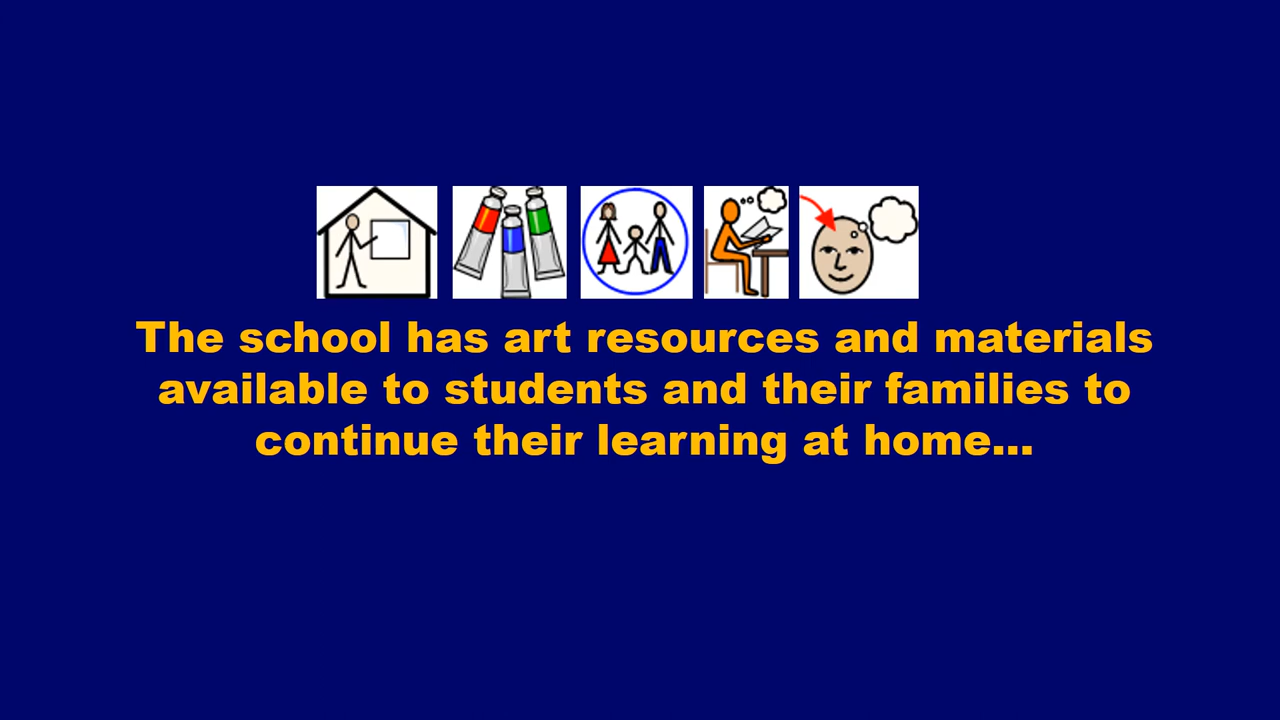 The school has art resources and materials
available to students and their families to
continue their learning at home...